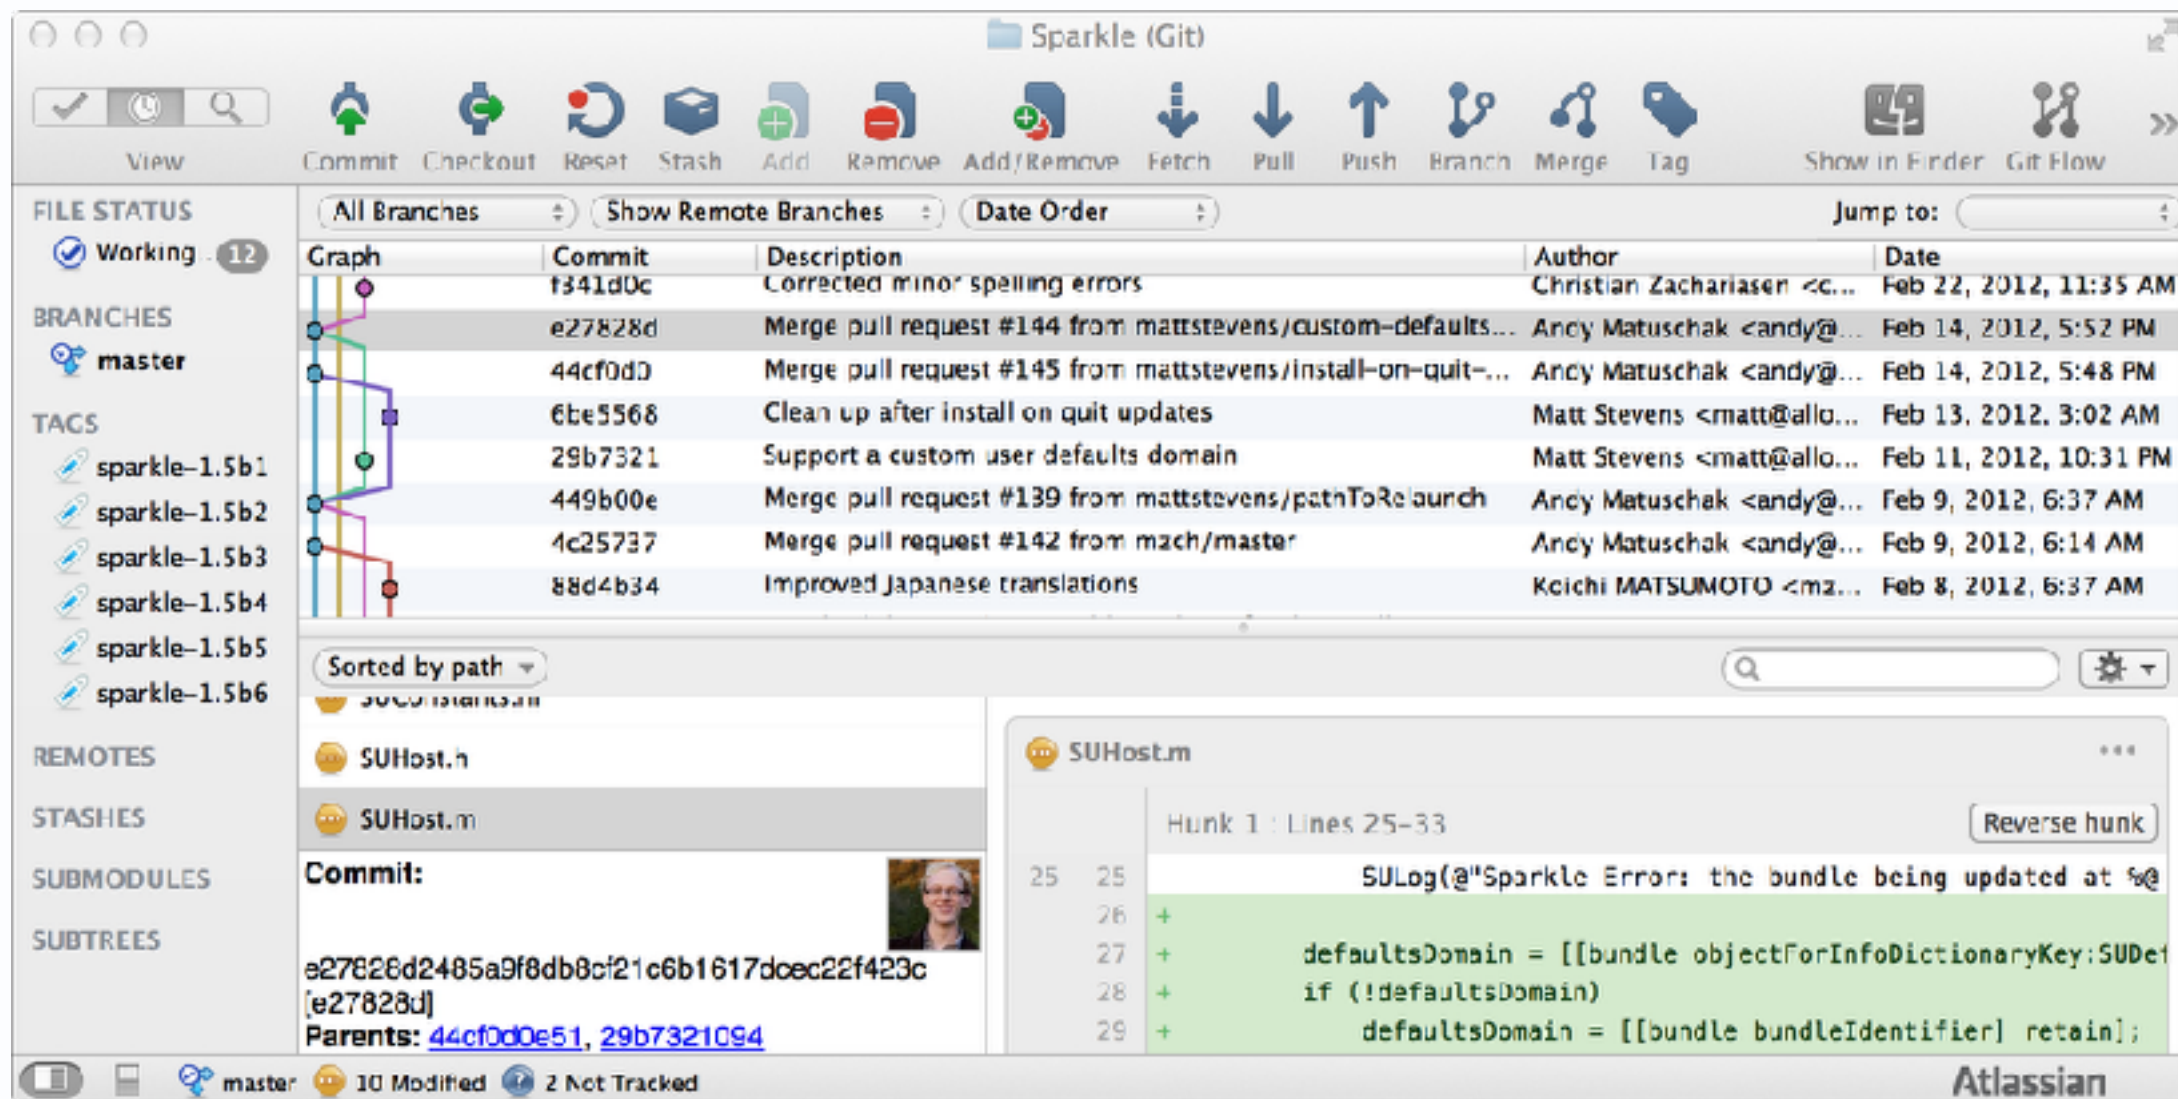 Sparkle (Git)
View Commit Checkout Reset Stash Add Remove Add/Remove Fetch Pull Push Branch Merge Tag Show in Finder Git Flow
FILE STATUS
Working... 12
BRANCHES
master
TAGS
sparkle-1.5b1
sparkle-1.5b2
sparkle-1.5b3
sparkle-1.5b4
sparkle-1.5b5
sparkle-1.5b6
REMOTES
STASHES
SUBMODULES
SUBTREES
All Branches Show Remote Branches Date Order Jump to:
Graph Commit Description Author Date
f341d0c Corrected minor spelling errors Christian Zachariasen <c... Feb 22, 2012, 11:35 AM
e27828d Merge pull request #144 from mattstevens/custom-defaults... Andy Matuschak <andy@... Feb 14, 2012, 5:52 PM
44cf0d0 Merge pull request #145 from mattstevens/install-on-quit-... Andy Matuschak <andy@... Feb 14, 2012, 5:48 PM
6be5568 Clean up after install on quit updates Matt Stevens <matt@allo... Feb 13, 2012, 3:02 AM
29b7321 Support a custom user defaults domain Matt Stevens <matt@allo... Feb 11, 2012, 10:31 PM
449b00e Merge pull request #139 from mattstevens/pathToRelaunch Andy Matuschak <andy@... Feb 9, 2012, 6:37 AM
4c25737 Merge pull request #142 from mzch/master Andy Matuschak <andy@... Feb 9, 2012, 6:14 AM
88d4b34 Improved Japanese translations Koichi MATSUMOTO <mz... Feb 8, 2012, 6:37 AM
Sorted by path
SUConstants.m
SUHost.h
SUHost.m
Commit:
e27828d2485a9f8db8cf21c6b1617dcec22f423c
[e27828d]
Parents: 44cf0d0e51, 29b7321094
SUHost.m
Hunk 1 : Lines 25-33 Reverse hunk
25 25 SULog(@"Sparkle Error: the bundle being updated at %@
26 +
27 + defaultsDomain = [[bundle objectForInfoDictionaryKey:SUDef
28 + if (!defaultsDomain)
29 + defaultsDomain = [[bundle bundleIdentifier] retain];
master 10 Modified 2 Not Tracked Atlassian